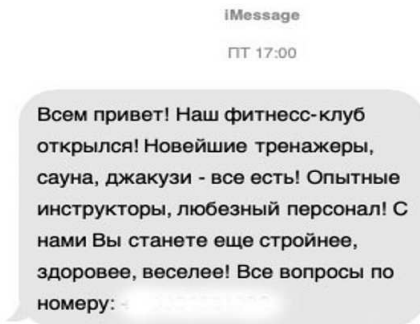 iMessage
ПТ 17:00
Всем привет! Наш фитнесс-клуб
открылся! Новейшие тренажеры,
сауна, джакузи - все есть! Опытные
инструкторы, любезный персонал! С
нами Вы станете еще стройнее,
здоровее, веселее! Все вопросы по
номеру: